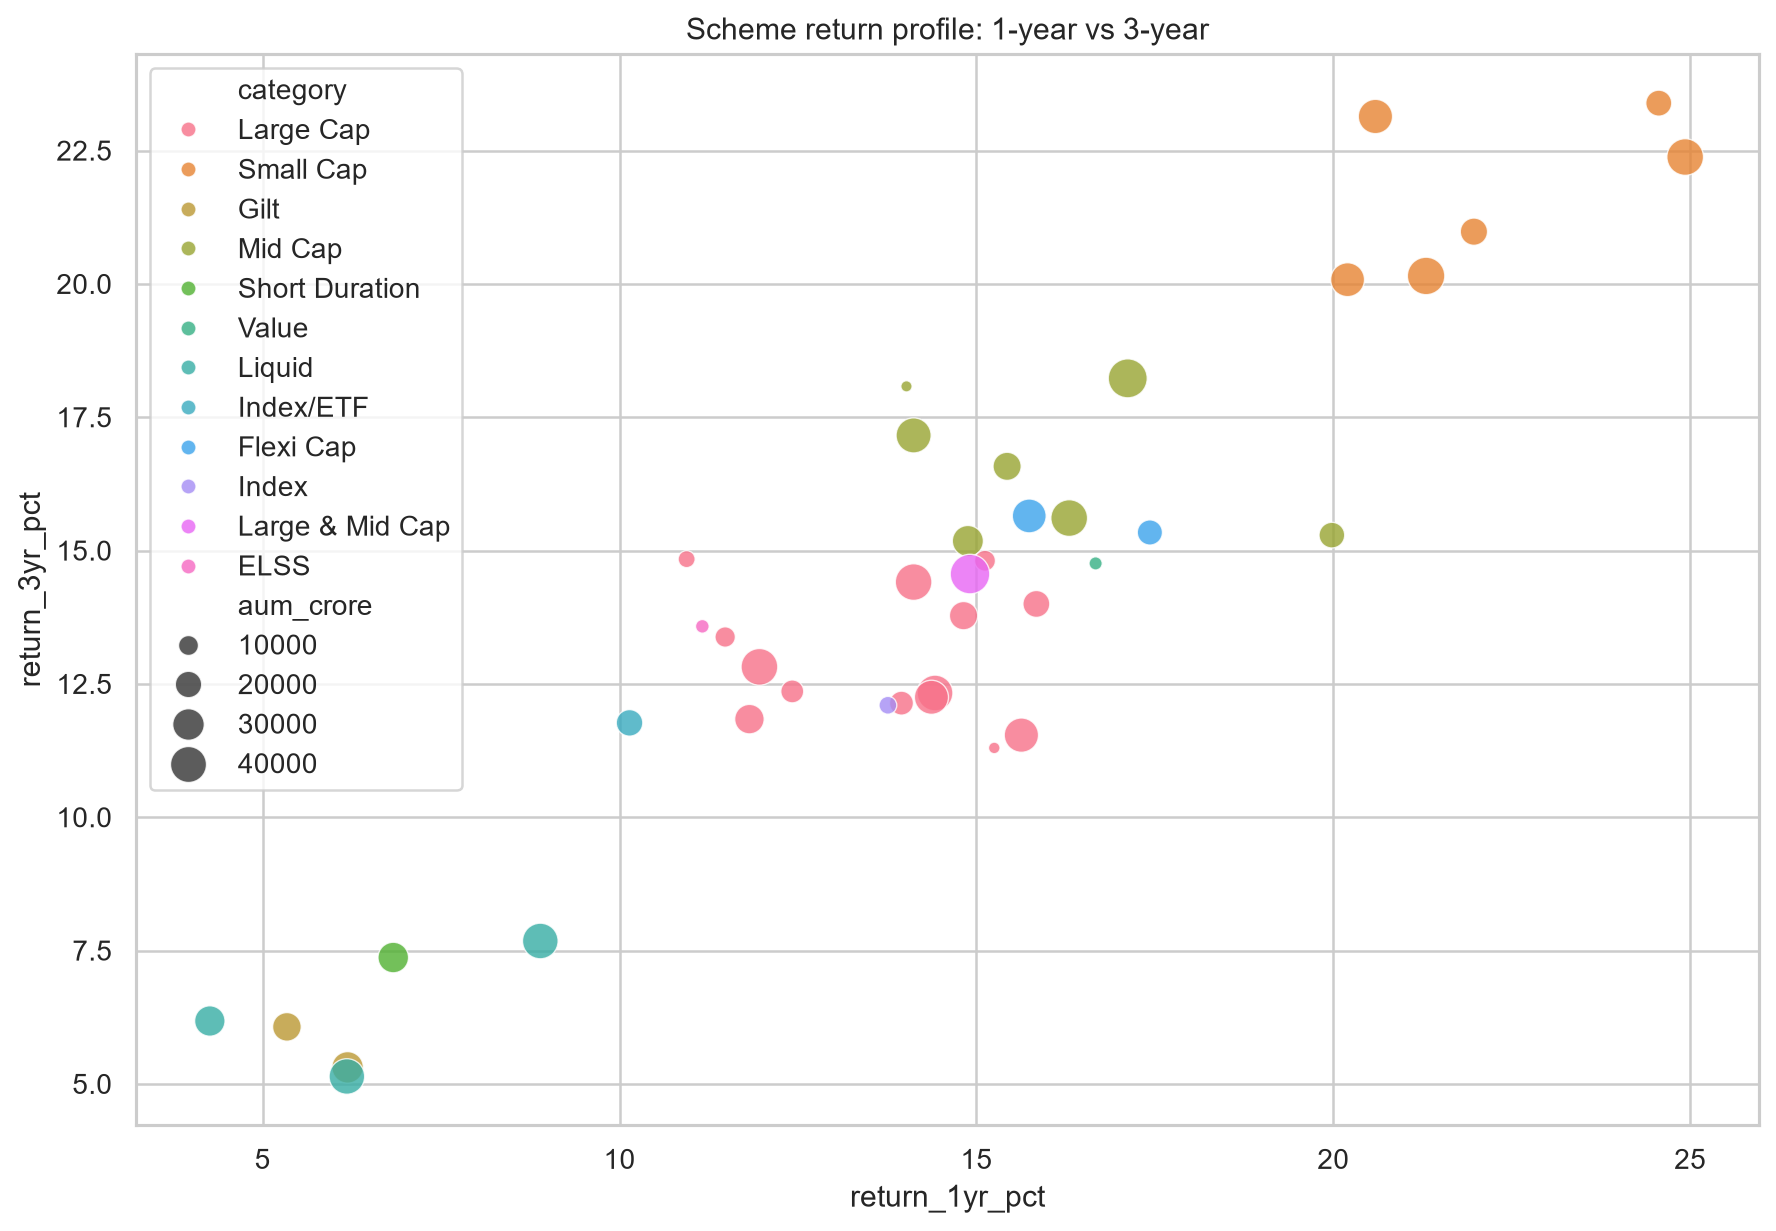 Scheme return profile: 1-year vs 3-year
category
Large Cap
Small Cap
Gilt
Mid Cap
Short Duration
Value
Liquid
Index/ETF
Flexi Cap
Index
Large & Mid Cap
ELSS
aum_crore
10000
20000
30000
40000
return_3yr_pct
22.5
20.0
17.5
15.0
12.5
10.0
7.5
5.0
5 10 15 20 25
return_1yr_pct